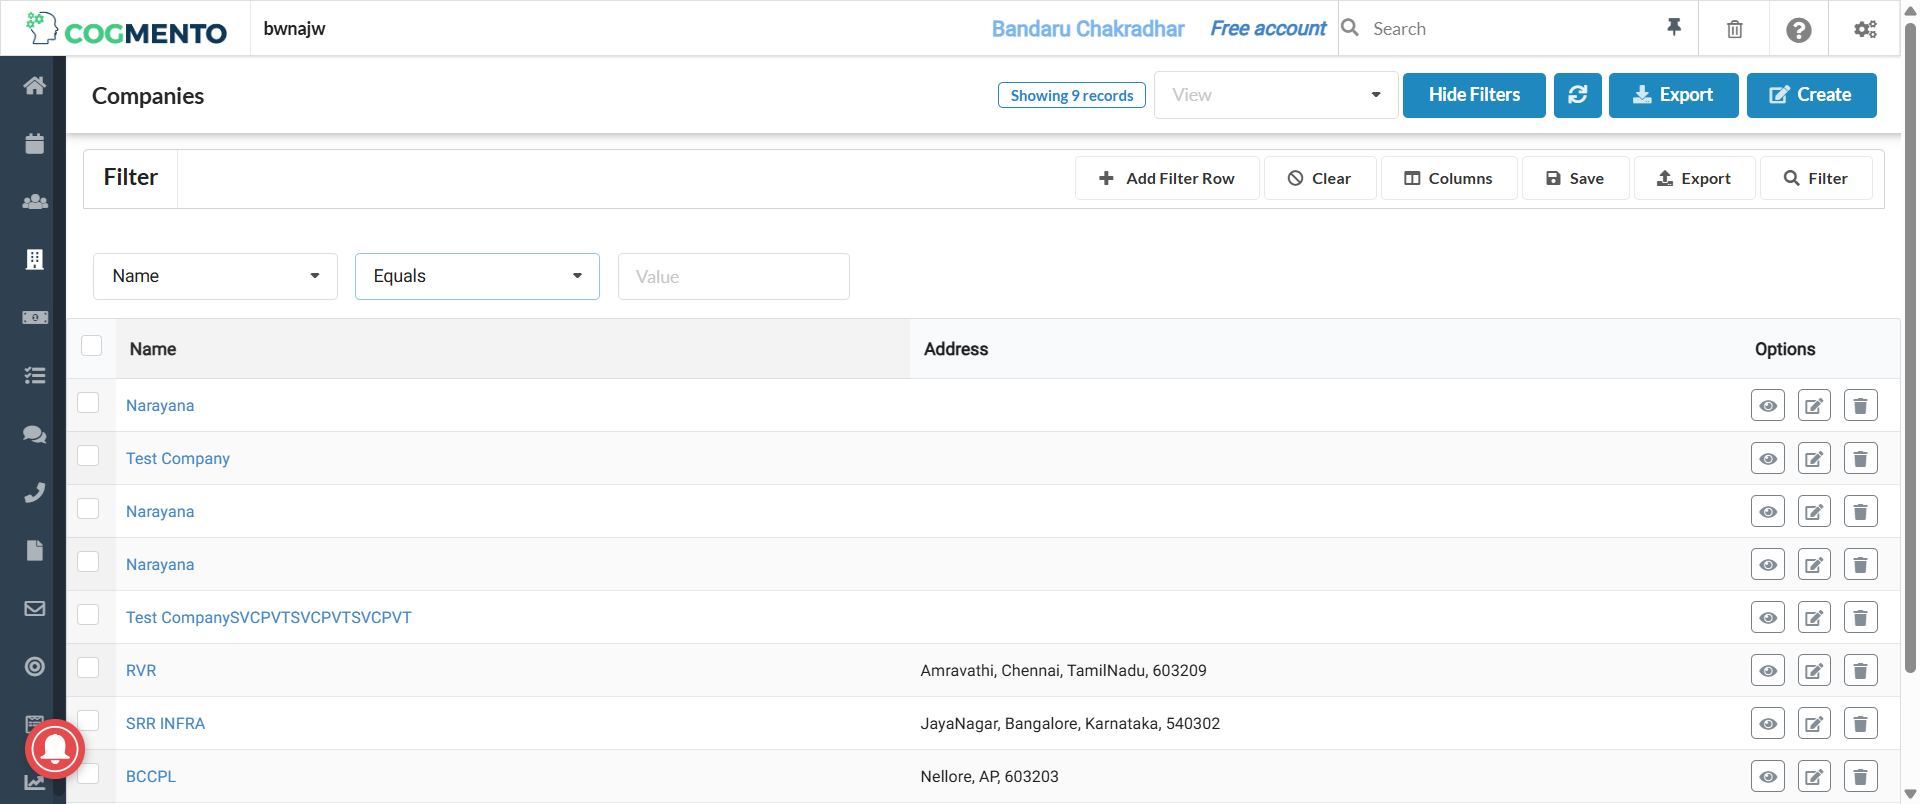 COGMENTO bwnajw Bandaru Chakradhar Free account Search
Companies Showing 9 records View Hide Filters Export Create
Filter Add Filter Row Clear Columns Save Export Filter
Name Equals Value
Name Address Options
Narayana
Test Company
Narayana
Narayana
Test CompanySVCPVTSVCPVTSVCPVT
RVR Amravathi, Chennai, TamilNadu, 603209
SRR INFRA JayaNagar, Bangalore, Karnataka, 540302
BCCPL Nellore, AP, 603203